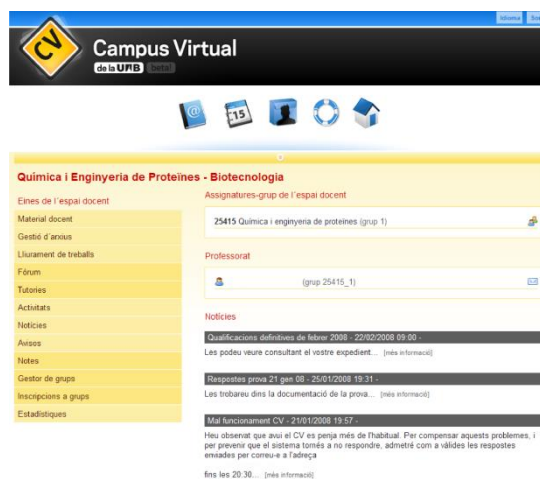 Idioma
CV
Campus Virtual
de la UAB beta!
15
Química i Enginyeria de Proteïnes - Biotecnologia
Eines de l'espai docent
Material docent
Gestió d'arxius
Lliurament de treballs
Fòrum
Tutories
Activitats
Notícies
Avisos
Notes
Gestor de grups
Inscripcions a grups
Estadístiques
Assignatures-grup de l'espai docent
25415 Química i enginyeria de proteïnes (grup 1)
Professorat
(grup 25415_1)
Notícies
Qualificacions definitives de febrer 2008 - 22/02/2008 09:00 -
Les podeu veure consultant el vostre expedient... [més informació]
Respostes prova 21 gen 08 - 25/01/2008 19:31 -
Les trobareu dins la documentació de la prova... [més informació]
Mal funcionament CV - 21/01/2008 19:57 -
Heu observat que avui el CV es penja més de l'habitual. Per compensar aquests problemes, i
per prevenir que el sistema tornés a no respondre, admetré com a vàlides les respostes
enviades per correu-e a l'adreça
fins les 20:30... [més informació]